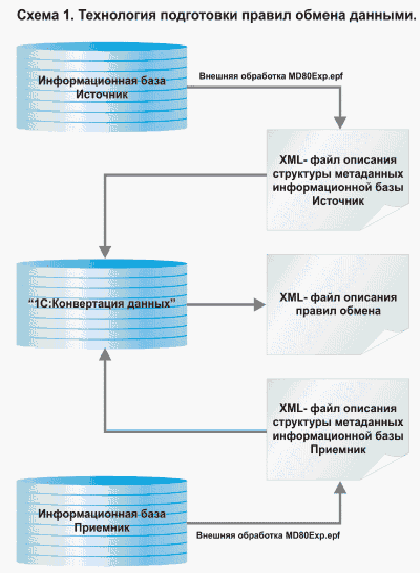 Схема 1. Технология подготовки правил обмена данными.
Информационная база
Источник
Внешняя обработка MD80Exp.epf
XML- файл описания
структуры метаданных
информационной базы
Источник
“1С:Конвертация данных”
XML- файл описания
правил обмена
XML- файл описания
структуры метаданных
информационной базы
Приемник
Информационная база
Приемник
Внешняя обработка MD80Exp.epf